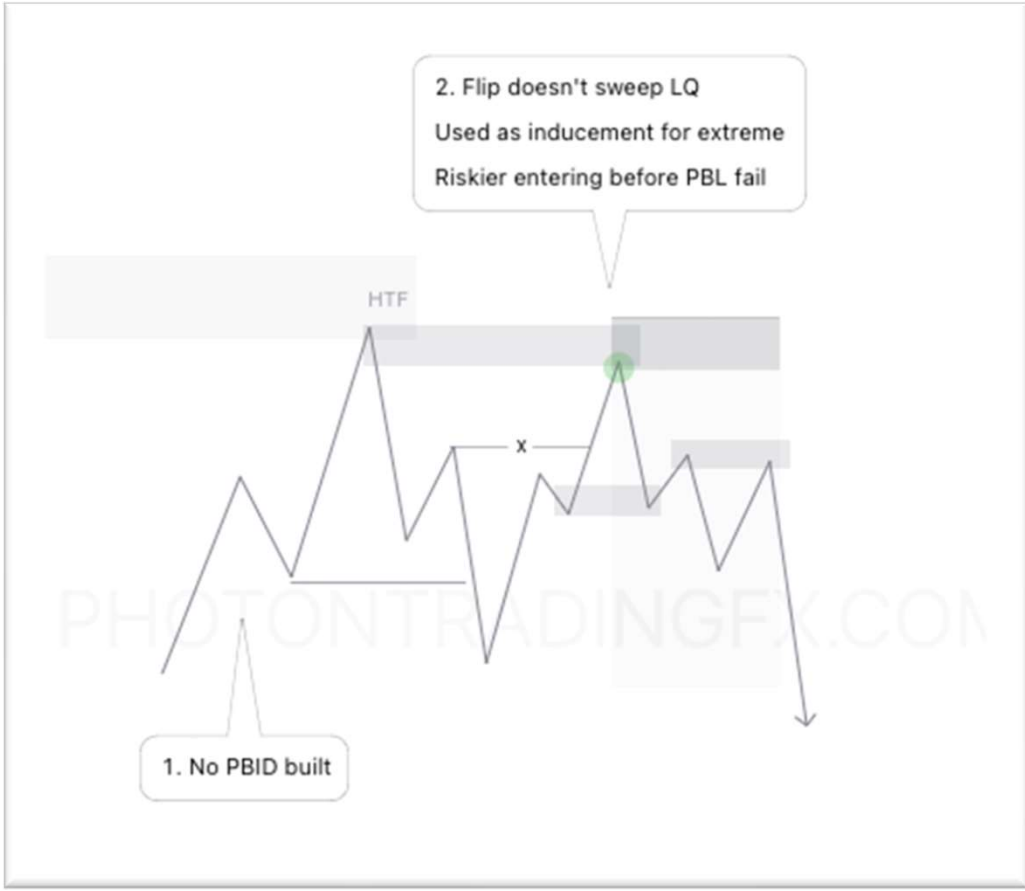 2. Flip doesn't sweep LQ
Used as inducement for extreme
Riskier entering before PBL fail
HTF
x
PHOTONTRADINGFX.COM
1. No PBID built